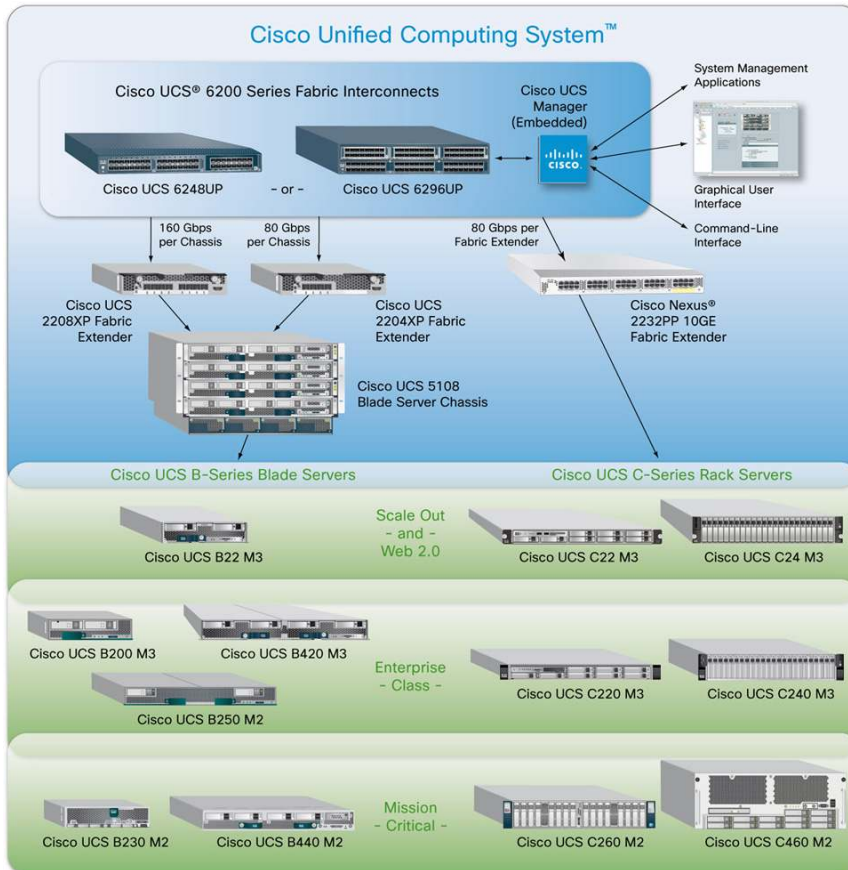 Cisco Unified Computing System™
Cisco UCS® 6200 Series Fabric Interconnects
Cisco UCS 6248UP
- or -
Cisco UCS 6296UP
Cisco UCS
Manager
(Embedded)
CISCO
System Management
Applications
Graphical User
Interface
Command-Line
Interface
160 Gbps
per Chassis
80 Gbps
per Chassis
80 Gbps per
Fabric Extender
Cisco UCS
2208XP Fabric
Extender
Cisco UCS
2204XP Fabric
Extender
Cisco Nexus®
2232PP 10GE
Fabric Extender
Cisco UCS 5108
Blade Server Chassis
Cisco UCS B-Series Blade Servers
Cisco UCS C-Series Rack Servers
Cisco UCS B22 M3
Scale Out
- and -
Web 2.0
Cisco UCS C22 M3
Cisco UCS C24 M3
Cisco UCS B200 M3
Cisco UCS B420 M3
Cisco UCS B250 M2
Enterprise
- Class -
Cisco UCS C220 M3
Cisco UCS C240 M3
Cisco UCS B230 M2
Cisco UCS B440 M2
Mission
- Critical -
Cisco UCS C260 M2
Cisco UCS C460 M2